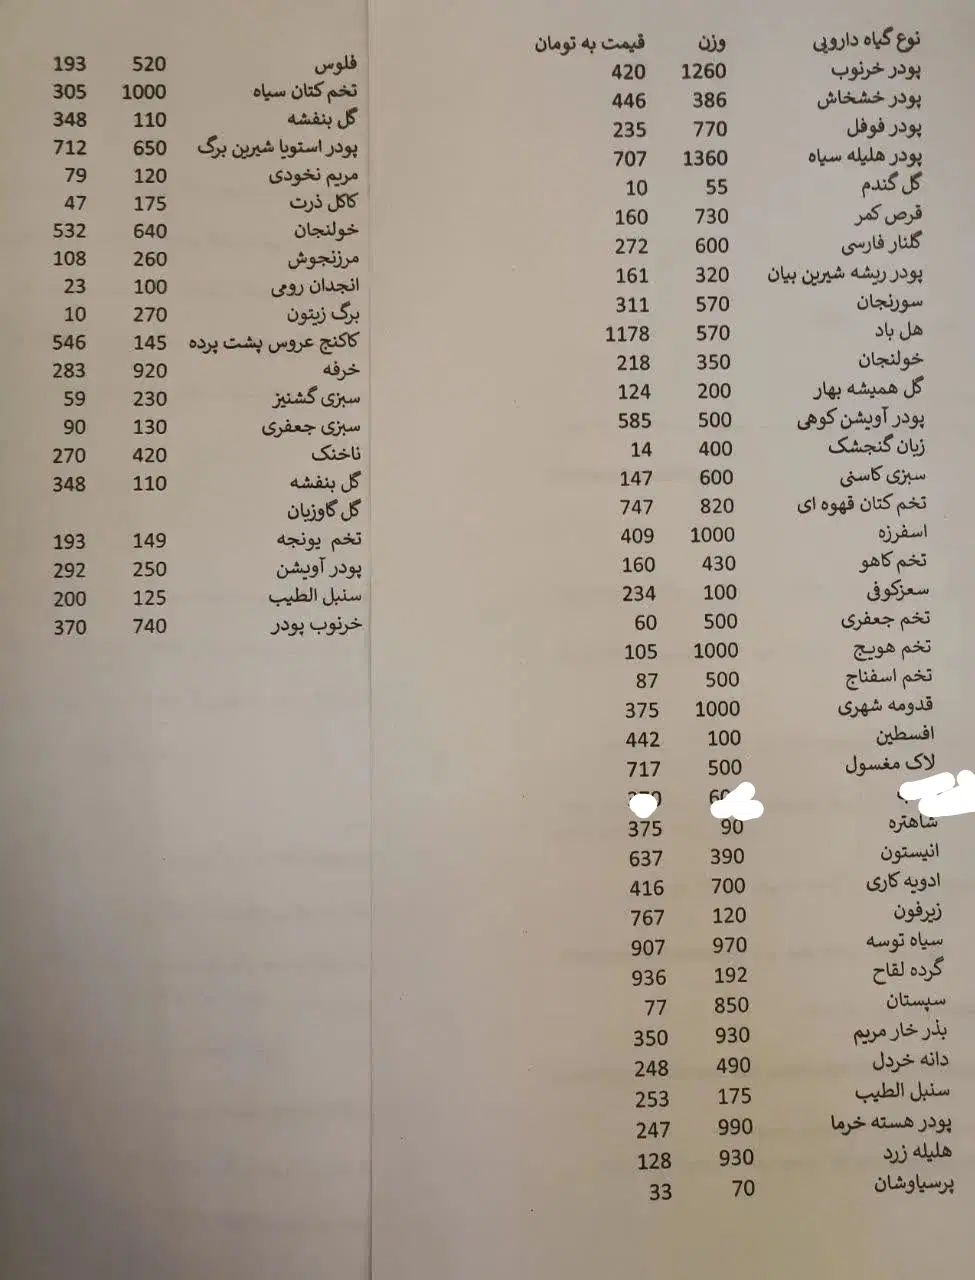 نوع گیاه دارویی وزن قیمت به تومان
پودر خرنوب 1260 420
پودر خشخاش 386 446
پودر فوفل 770 235
پودر هلیله سیاه 1360 707
گل گندم 55 10
قرص کمر 730 160
گلنار فارسی 600 272
پودر ریشه شیرین بیان 320 161
سورنجان 570 311
هل باد 570 1178
خولنجان 350 218
گل همیشه بهار 200 124
پودر آویشن کوهی 500 585
زبان گنجشک 400 14
سبزی کاسنی 600 147
تخم کتان قهوه ای 820 747
اسفرزه 1000 409
تخم کاهو 430 160
سعزکوفی 100 234
تخم جعفری 500 60
تخم هویج 1000 105
تخم اسفناج 500 87
قدومه شهری 1000 375
افسطین 100 442
لاک مغسول 500 717
شاهتره 90 375
انیستون 390 637
ادویه کاری 700 416
زیرفون 120 767
سیاه توسه 970 907
گرده لقاح 192 936
سپستان 850 77
بذر خار مریم 930 350
دانه خردل 490 248
سنبل الطیب 175 253
پودر هسته خرما 990 247
هلیله زرد 930 128
پرسیاوشان 70 33
فلوس 520 193
تخم کتان سیاه 1000 305
گل بنفشه 110 348
پودر استویا شیرین برگ 650 712
مریم نخودی 120 79
کاکل ذرت 175 47
خولنجان 640 532
مرزنجوش 260 108
انجدان رومی 100 23
برگ زیتون 270 10
کاکنج عروس پشت پرده 145 546
خرفه 920 283
سبزی گشنیز 230 59
سبزی جعفری 130 90
ناخنک 420 270
گل بنفشه 110 348
گل گاوزبان
تخم یونجه 149 193
پودر آویشن 250 292
سنبل الطیب 125 200
خرنوب پودر 740 370